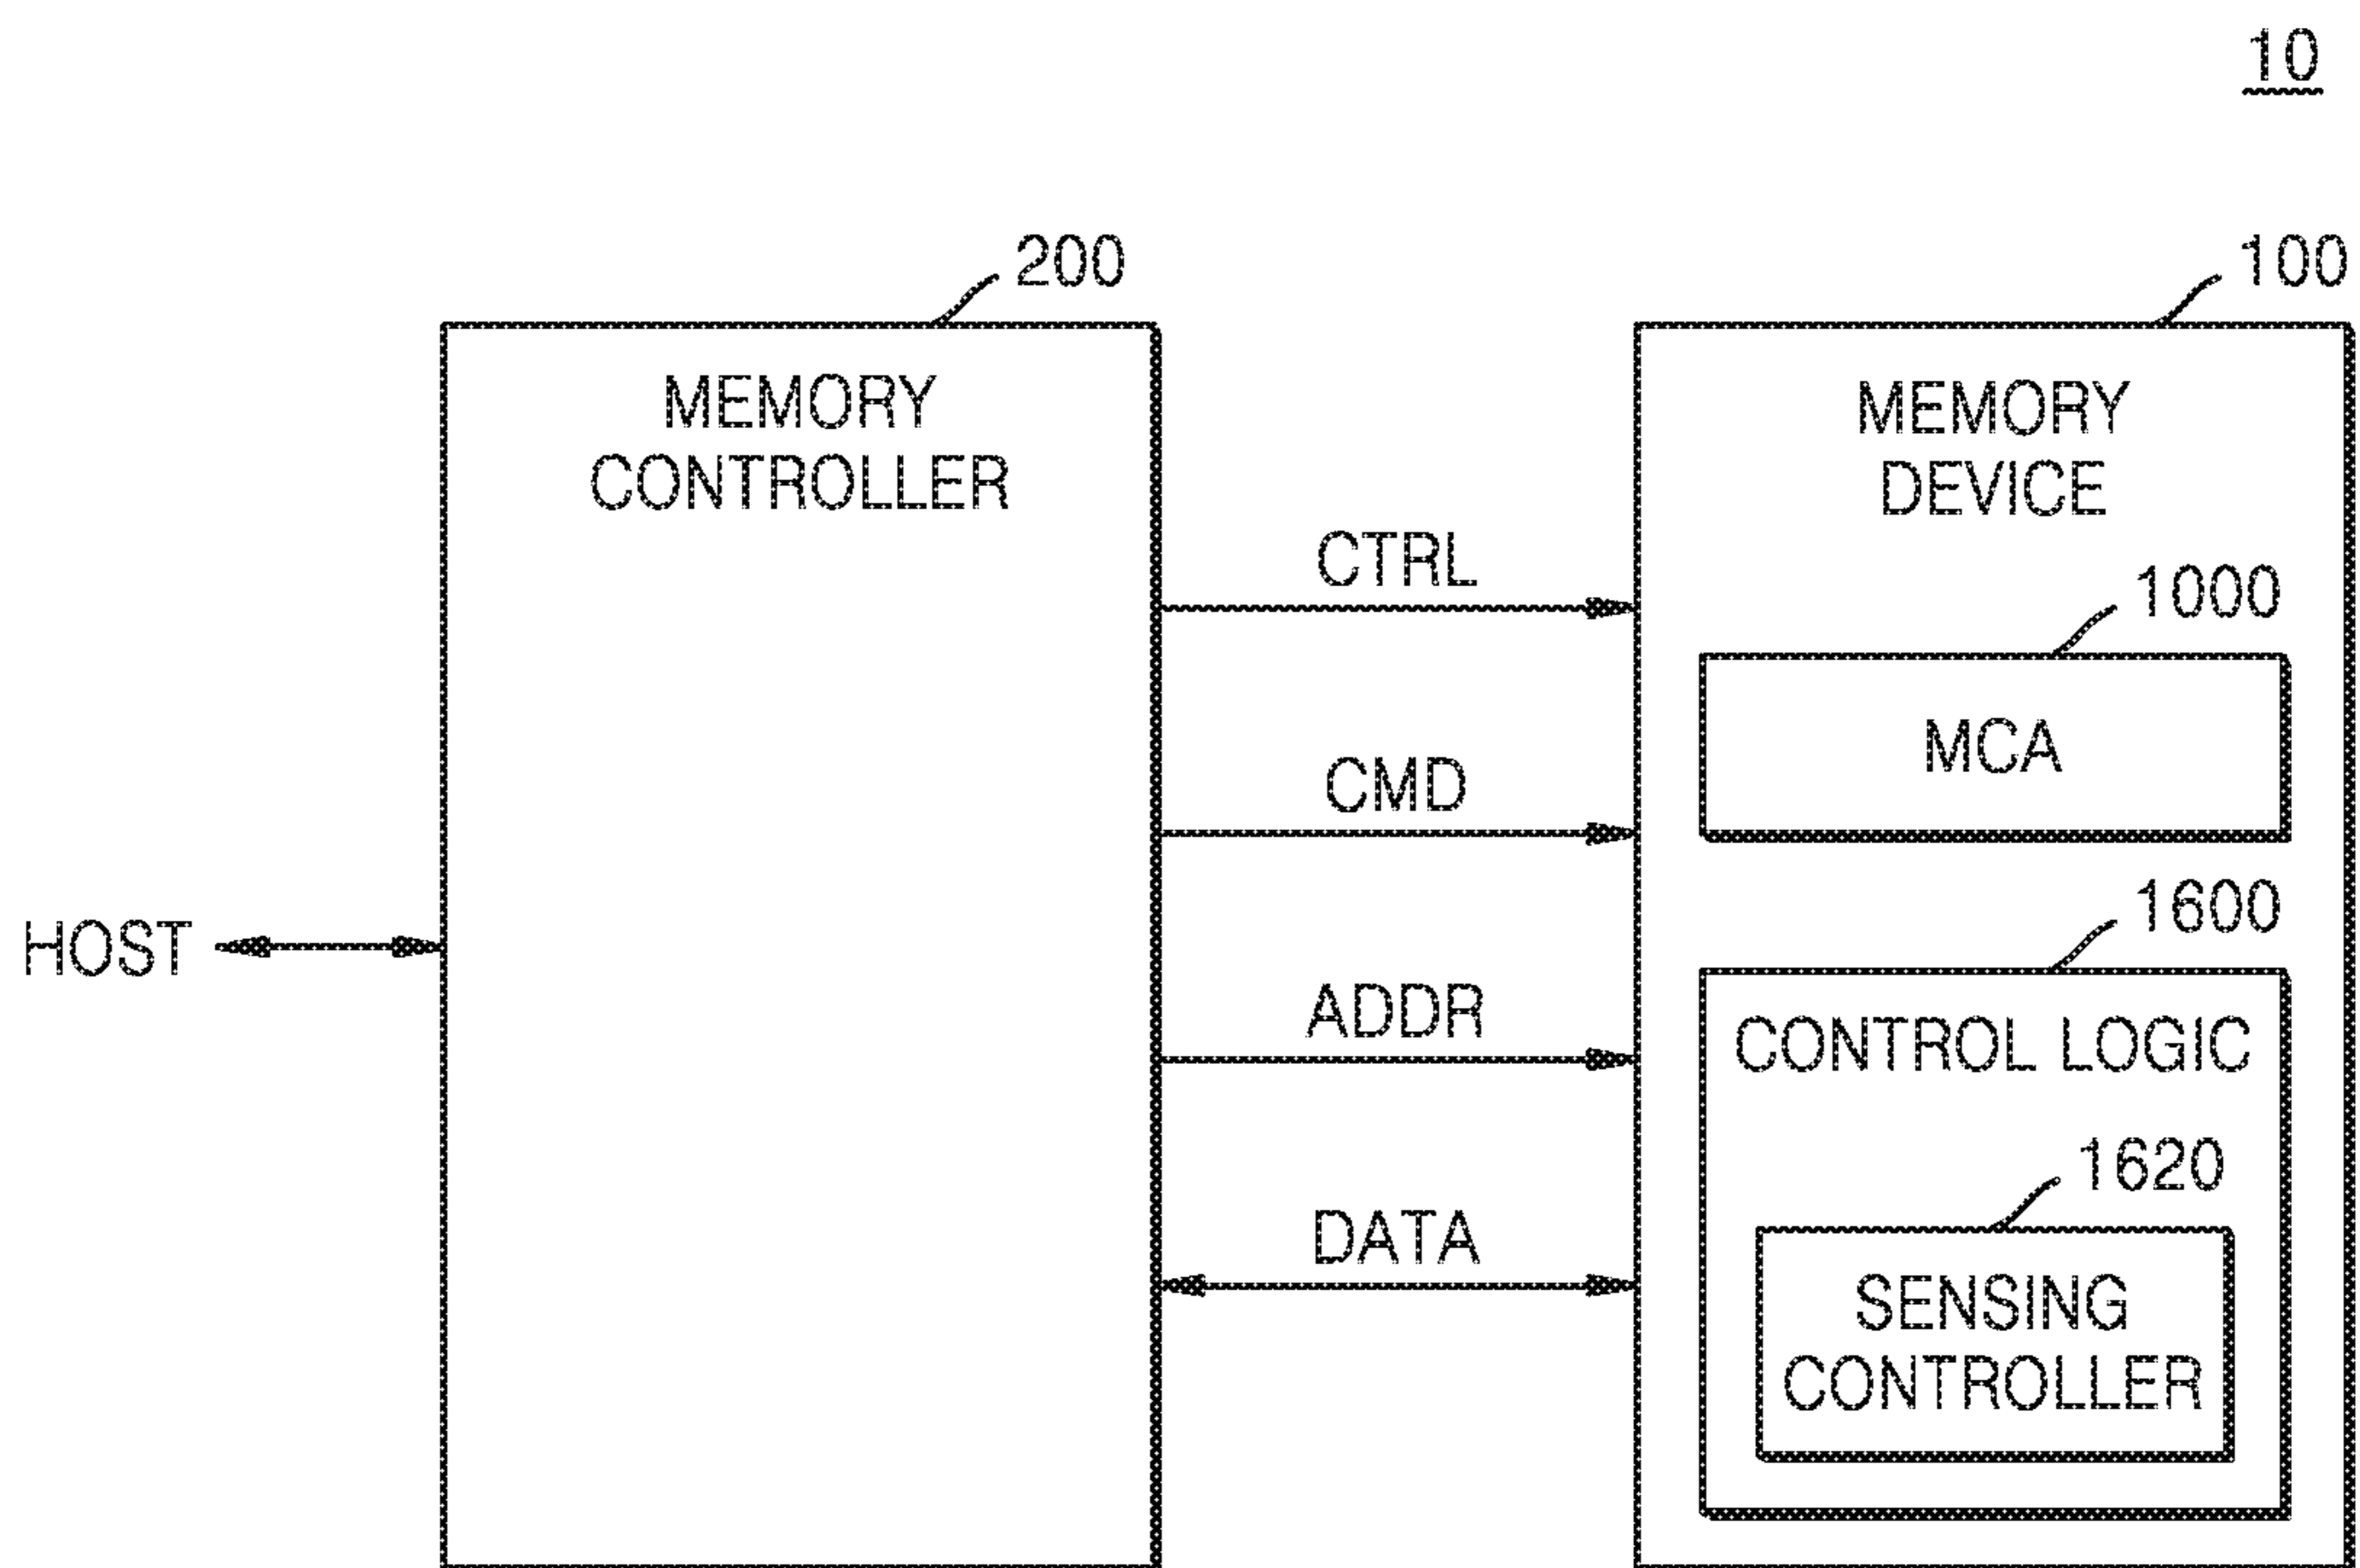 10
200
100
MEMORY
CONTROLLER
MEMORY
DEVICE
CTRL
1000
MCA
CMD
1600
HOST
ADDR
CONTROL LOGIC
1620
DATA
SENSING
CONTROLLER